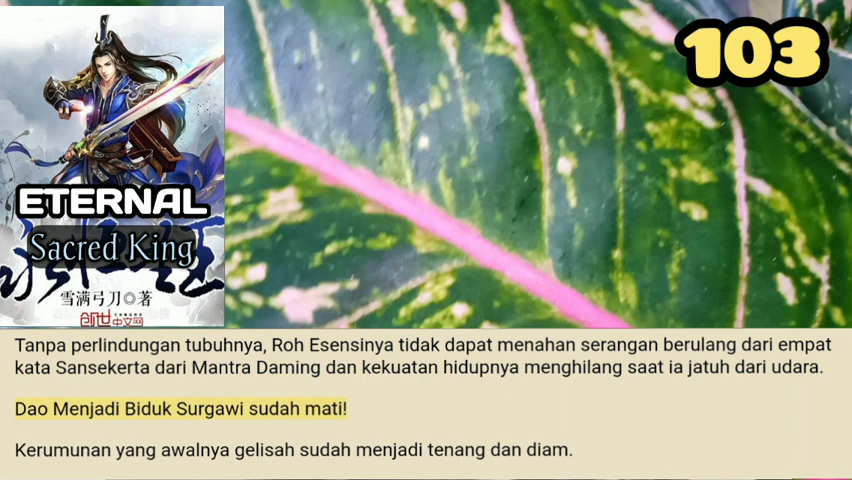 103
ETERNAL
Sacred King
雪满弓刀◎著
创世中文网
Tanpa perlindungan tubuhnya, Roh Esensinya tidak dapat menahan serangan berulang dari empat
kata Sansekerta dari Mantra Daming dan kekuatan hidupnya menghilang saat ia jatuh dari udara.
Dao Menjadi Biduk Surgawi sudah mati!
Kerumunan yang awalnya gelisah sudah menjadi tenang dan diam.